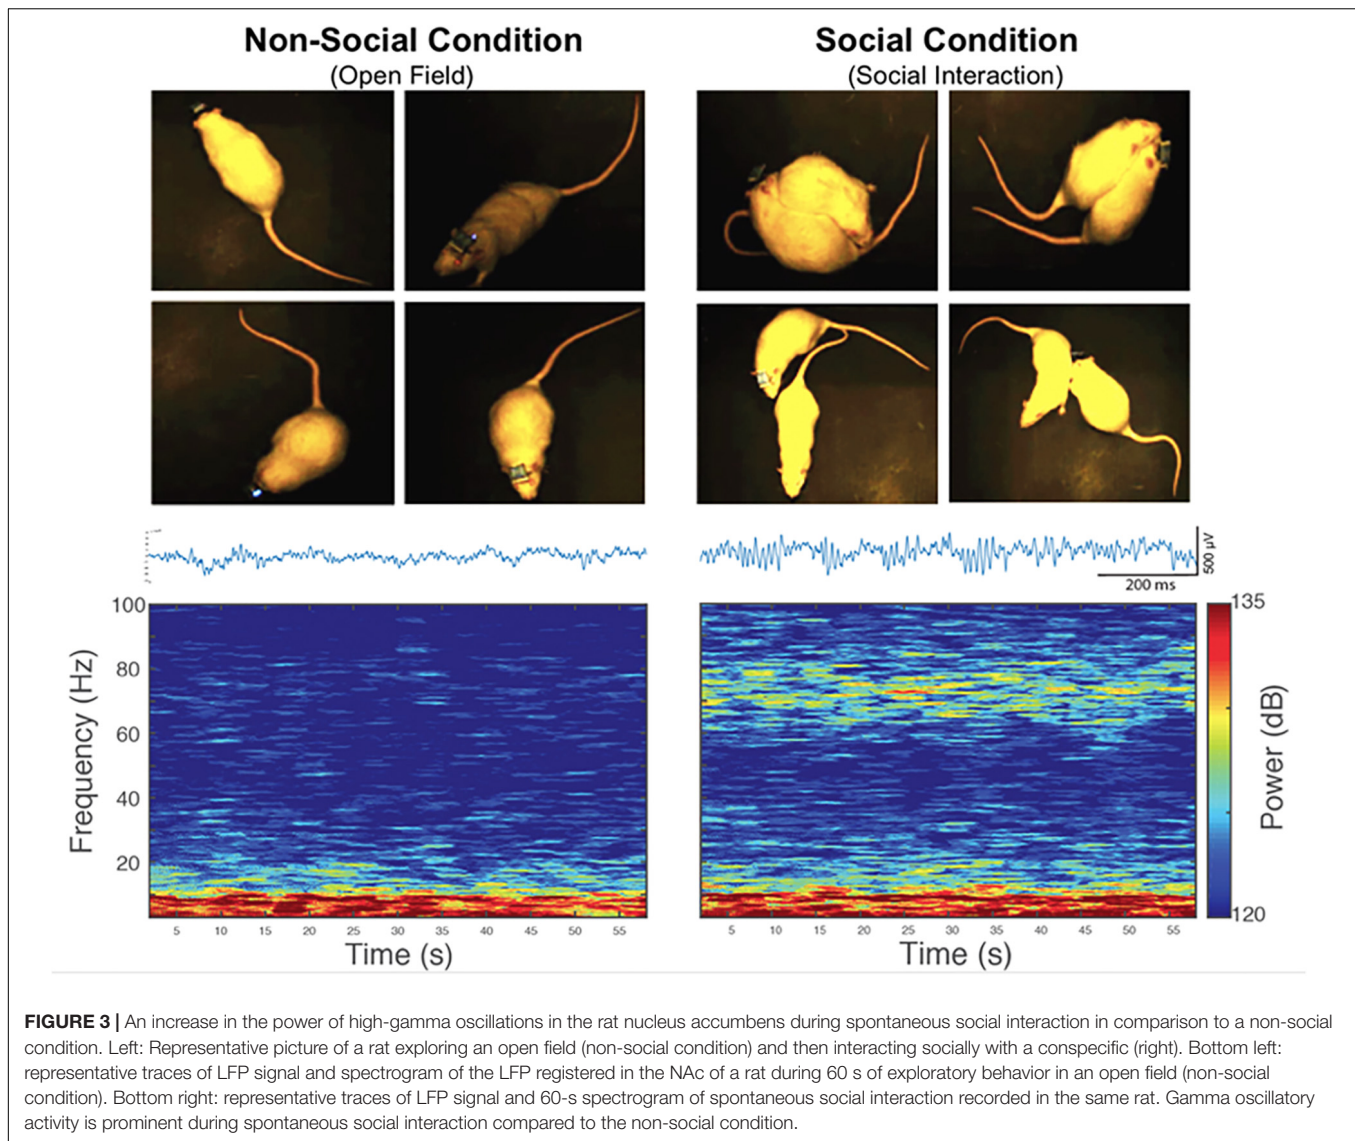 Non-Social Condition
(Open Field)
Social Condition
(Social Interaction)
500 µV
200 ms
100
80
60
40
20
Frequency (Hz)
5 10 15 20 25 30 35 40 45 50 55
Time (s)
5 10 15 20 25 30 35 40 45 50 55
Time (s)
135
120
Power (dB)
FIGURE 3 | An increase in the power of high-gamma oscillations in the rat nucleus accumbens during spontaneous social interaction in comparison to a non-social
condition. Left: Representative picture of a rat exploring an open field (non-social condition) and then interacting socially with a conspecific (right). Bottom left:
representative traces of LFP signal and spectrogram of the LFP registered in the NAc of a rat during 60 s of exploratory behavior in an open field (non-social
condition). Bottom right: representative traces of LFP signal and 60-s spectrogram of spontaneous social interaction recorded in the same rat. Gamma oscillatory
activity is prominent during spontaneous social interaction compared to the non-social condition.